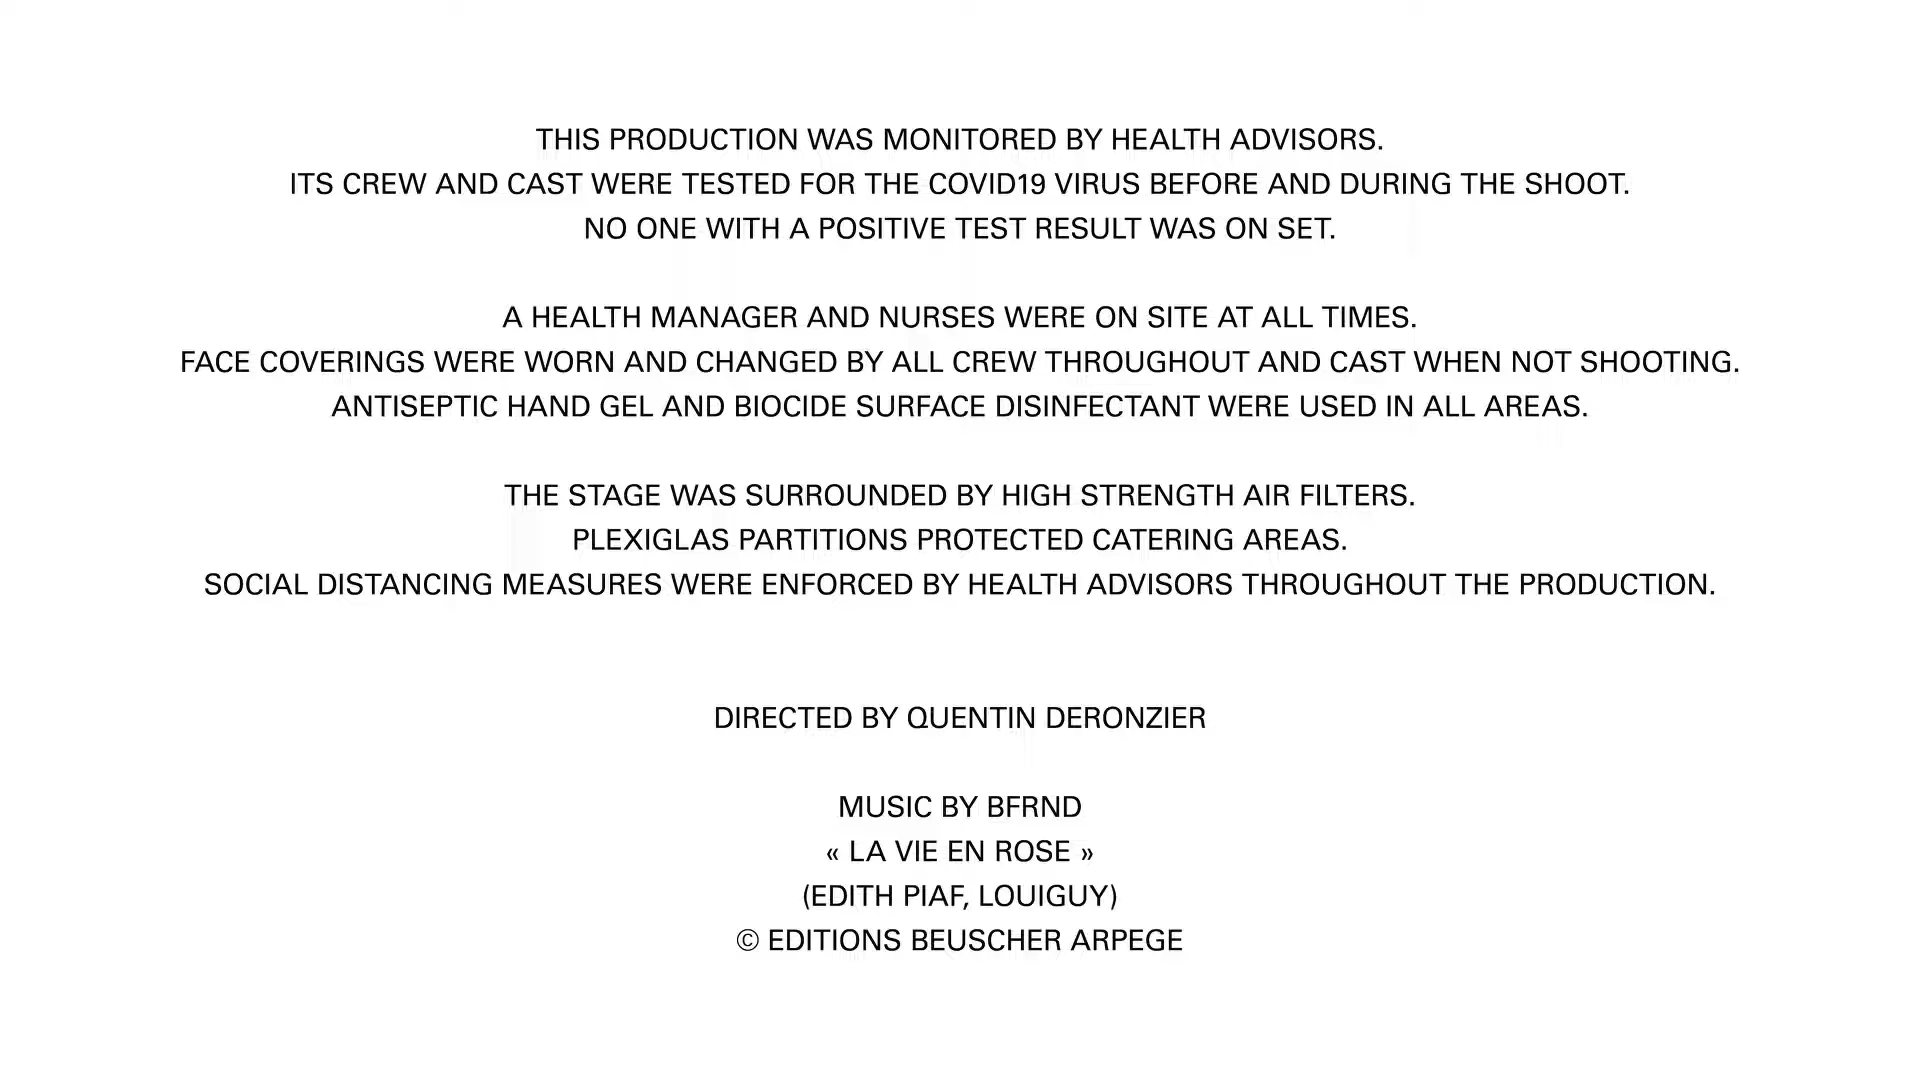 THIS PRODUCTION WAS MONITORED BY HEALTH ADVISORS.
ITS CREW AND CAST WERE TESTED FOR THE COVID19 VIRUS BEFORE AND DURING THE SHOOT.
NO ONE WITH A POSITIVE TEST RESULT WAS ON SET.
A HEALTH MANAGER AND NURSES WERE ON SITE AT ALL TIMES.
FACE COVERINGS WERE WORN AND CHANGED BY ALL CREW THROUGHOUT AND CAST WHEN NOT SHOOTING.
ANTISEPTIC HAND GEL AND BIOCIDE SURFACE DISINFECTANT WERE USED IN ALL AREAS.
THE STAGE WAS SURROUNDED BY HIGH STRENGTH AIR FILTERS.
PLEXIGLAS PARTITIONS PROTECTED CATERING AREAS.
SOCIAL DISTANCING MEASURES WERE ENFORCED BY HEALTH ADVISORS THROUGHOUT THE PRODUCTION.
DIRECTED BY QUENTIN DERONZIER
MUSIC BY BFRND
« LA VIE EN ROSE »
(EDITH PIAF, LOUIGUY)
© EDITIONS BEUSCHER ARPEGE